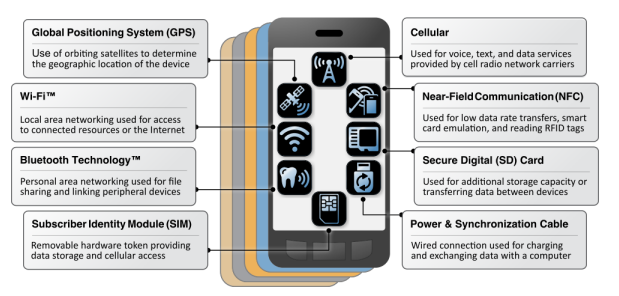 Global Positioning System (GPS)
Use of orbiting satellites to determine
the geographic location of the device
Wi-Fi™
Local area networking used for access
to connected resources or the Internet
Bluetooth Technology™
Personal area networking used for file
sharing and linking peripheral devices
Subscriber Identity Module (SIM)
Removable hardware token providing
data storage and cellular access
Cellular
Used for voice, text, and data services
provided by cell radio network carriers
Near-Field Communication (NFC)
Used for low data rate transfers, smart
card emulation, and reading RFID tags
Secure Digital (SD) Card
Used for additional storage capacity or
transferring data between devices
Power & Synchronization Cable
Wired connection used for charging
and exchanging data with a computer